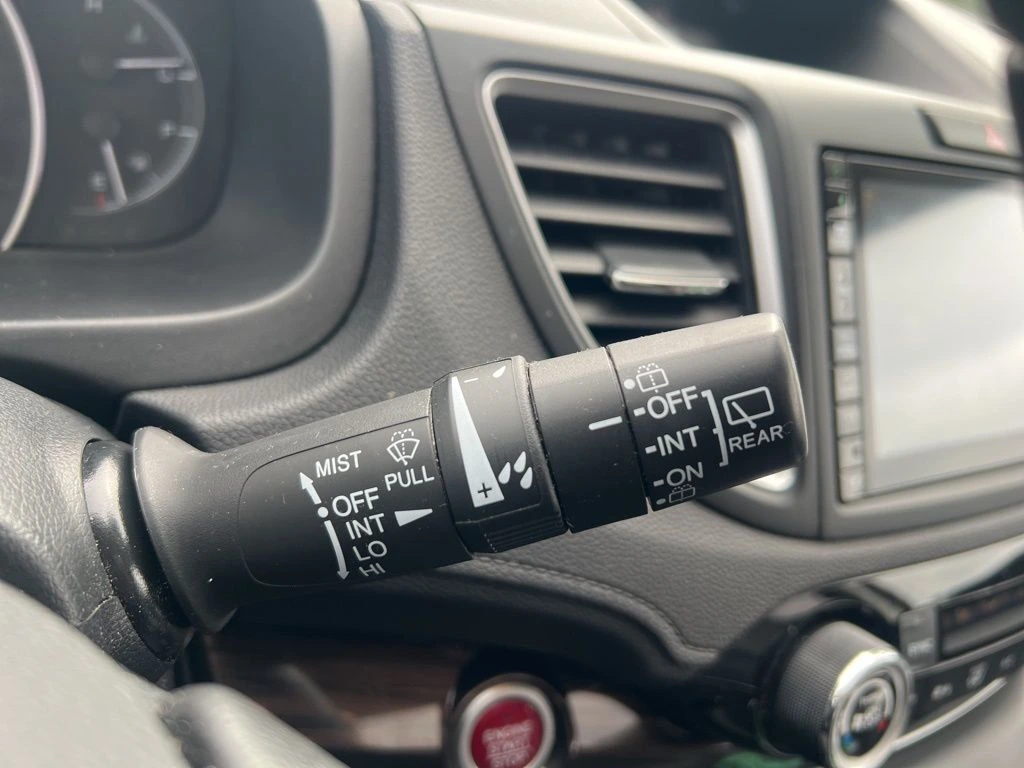 MIST
PULL
OFF
INT
LO
HI
- 
+
OFF
INT
ON
REAR
ENGINE
START
STOP